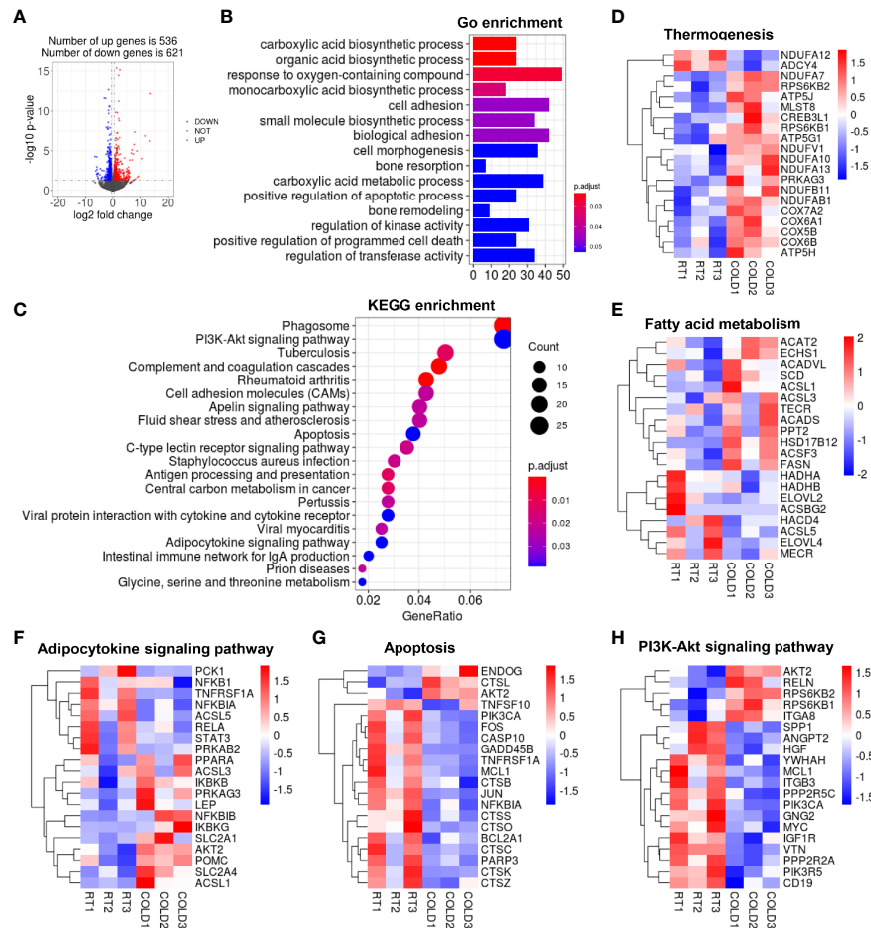 A
Number of up genes is 536
Number of down genes is 621
15
10
5
0
-log10 p-value
-20
-10
0
10
20
log2 fold change
DOWN
NOT
UP
B
Go enrichment
carboxylic acid biosynthetic process
organic acid biosynthetic process
response to oxygen-containing compound
monocarboxylic acid biosynthetic process
cell adhesion
small molecule biosynthetic process
biological adhesion
cell morphogenesis
bone resorption
carboxylic acid metabolic process
positive regulation of apoptotic process
bone remodeling
regulation of kinase activity
positive regulation of programmed cell death
regulation of transferase activity
0 10 20 30 40 50
p.adjust
0.03
0.04
0.05
C
KEGG enrichment
Phagosome
PI3K-Akt signaling pathway
Tuberculosis
Complement and coagulation cascades
Rheumatoid arthritis
Cell adhesion molecules (CAMs)
Apelin signaling pathway
Fluid shear stress and atherosclerosis
Apoptosis
C-type lectin receptor signaling pathway
Staphylococcus aureus infection
Antigen processing and presentation
Central carbon metabolism in cancer
Pertussis
Viral protein interaction with cytokine and cytokine receptor
Viral myocarditis
Adipocytokine signaling pathway
Intestinal immune network for IgA production
Prion diseases
Glycine, serine and threonine metabolism
0.02 0.04 0.06
GeneRatio
Count
10
15
20
25
p.adjust
0.01
0.02
0.03
D
Thermogenesis
NDUFA12
ADCY4
NDUFA7
RPS6KB2
ATP5J
MLST8
CREB3L1
RPS6KB1
ATP5G1
NDUFV1
NDUFA10
NDUFA13
PRKAG3
NDUFB11
NDUFAB1
COX7A2
COX6A1
COX5B
COX6B
ATP5H
RT1 RT2 RT3 COLD1 COLD2 COLD3
1.5
1
0.5
0
-0.5
-1
-1.5
E
Fatty acid metabolism
ACAT2
ECHS1
ACADVL
SCD
ACSL1
ACSL3
TECR
ACADS
PPT2
HSD17B12
ACSF3
FASN
HADHA
HADHB
ELOVL2
ACSBG2
HACD4
ACSL5
ELOVL4
MECR
RT1 RT2 RT3 COLD1 COLD2 COLD3
2
1
0
-1
-2
F
Adipocytokine signaling pathway
PCK1
NFKB1
TNFRSF1A
NFKBIA
ACSL5
RELA
STAT3
PRKAB2
PPARA
ACSL3
IKBKB
PRKAG3
LEP
NFKBIB
IKBKG
SLC2A1
AKT2
POMC
SLC2A4
ACSL1
RT1 RT2 RT3 COLD1 COLD2 COLD3
1.5
1
0.5
0
-0.5
-1
-1.5
G
Apoptosis
ENDOG
CTSL
AKT2
TNFSF10
PIK3CA
FOS
CASP10
GADD45B
TNFRSF1A
MCL1
CTSB
JUN
NFKBIA
CTSS
CTSO
BCL2A1
CTSC
PARP3
CTSK
CTSZ
RT1 RT2 RT3 COLD1 COLD2 COLD3
1.5
1
0.5
0
-0.5
-1
-1.5
H
PI3K-Akt signaling pathway
AKT2
RELN
RPS6KB2
RPS6KB1
ITGA8
SPP1
ANGPT2
HGF
YWHAH
MCL1
ITGB3
PPP2R5C
PIK3CA
GNG2
MYC
IGF1R
VTN
PPP2R2A
PIK3R5
CD19
RT1 RT2 RT3 COLD1 COLD2 COLD3
1.5
1
0.5
0
-0.5
-1
-1.5